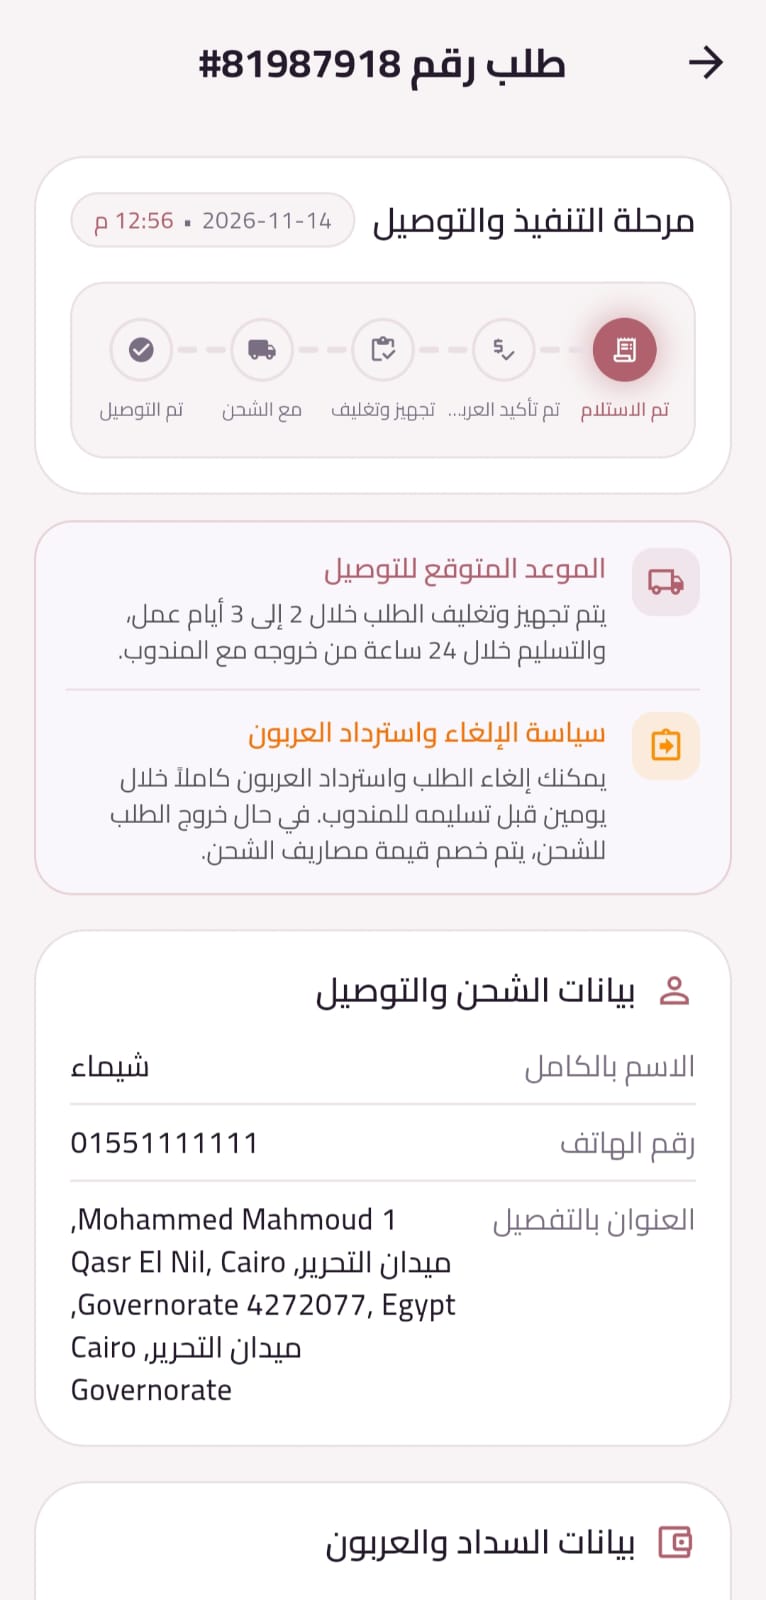 طلب رقم 81987918#
مرحلة التنفيذ والتوصيل
2026-11-14 • 12:56 م
تم الاستلام
تم تأكيد العرب...
تجهيز وتغليف
مع الشحن
تم التوصيل
الموعد المتوقع للتوصيل
يتم تجهيز وتغليف الطلب خلال 2 إلى 3 أيام عمل،
والتسليم خلال 24 ساعة من خروجه مع المندوب.
سياسة الإلغاء واسترداد العربون
يمكنك إلغاء الطلب واسترداد العربون كاملاً خلال
يومين قبل تسليمه للمندوب. في حال خروج الطلب
للشحن، يتم خصم قيمة مصاريف الشحن.
بيانات الشحن والتوصيل
الاسم بالكامل
شيماء
رقم الهاتف
01551111111
العنوان بالتفصيل
1 Mohammed Mahmoud,
ميدان التحرير, Qasr El Nil, Cairo
Governorate 4272077, Egypt,
ميدان التحرير, Cairo
Governorate
بيانات السداد والعربون